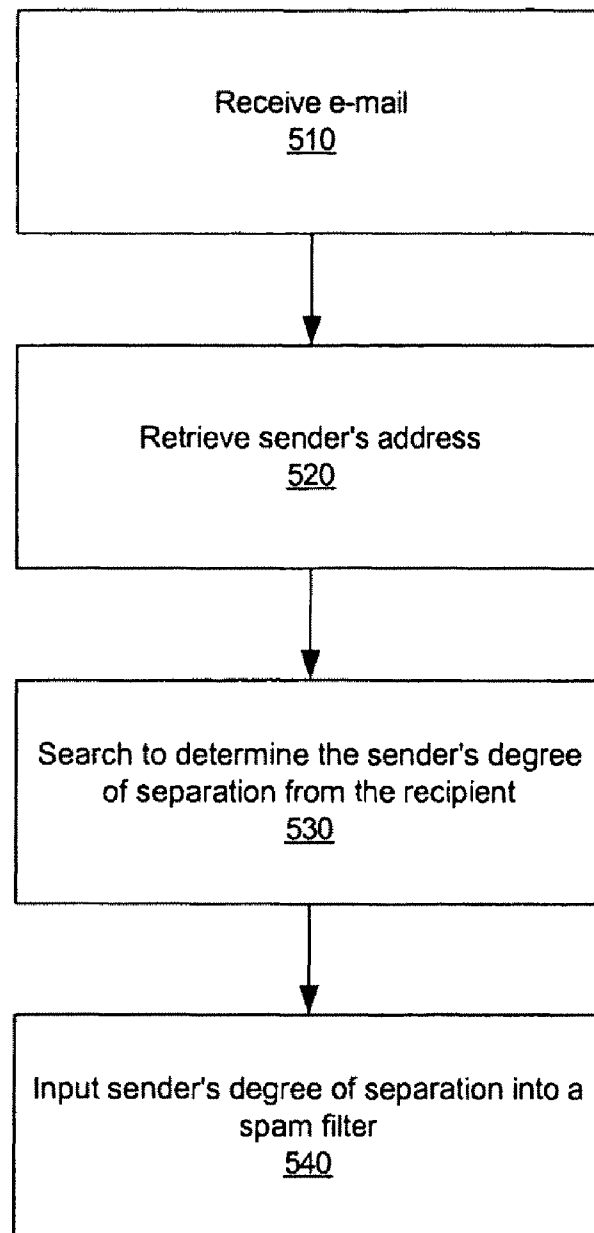 Receive e-mail
510
Retrieve sender's address
520
Search to determine the sender's degree
of separation from the recipient
530
Input sender's degree of separation into a
spam filter
540